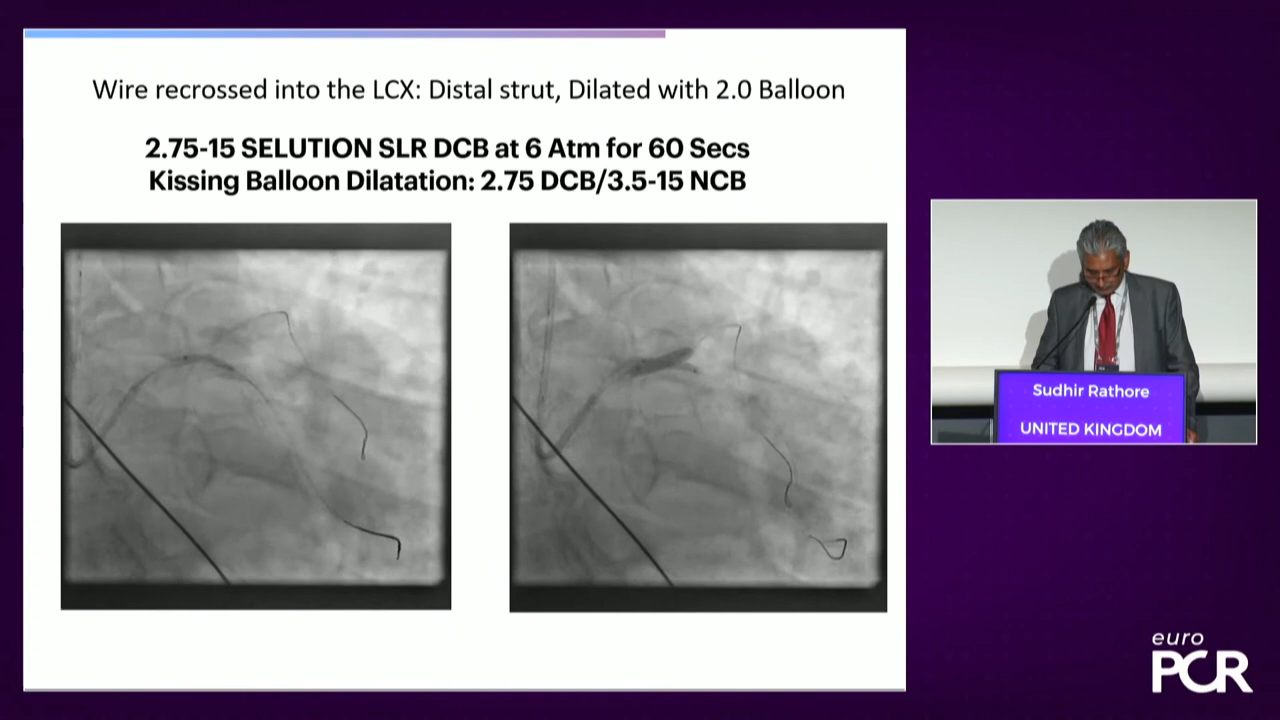 Wire recrossed into the LCX: Distal strut, Dilated with 2.0 Balloon
2.75-15 SELUTION SLR DCB at 6 Atm for 60 Secs
Kissing Balloon Dilatation: 2.75 DCB/3.5-15 NCB
Sudhir Rathore
UNITED KINGDOM
euro
PCR